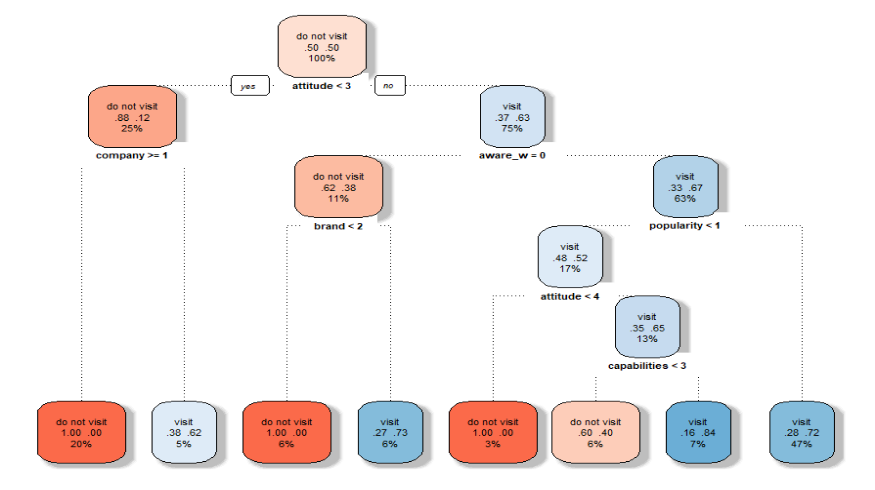 do not visit
.50 .50
100%
yes
attitude < 3
no
do not visit
.88 .12
25%
company >= 1
visit
.37 .63
75%
aware_w = 0
do not visit
.62 .38
11%
brand < 2
visit
.33 .67
63%
popularity < 1
visit
.48 .52
17%
attitude < 4
visit
.35 .65
13%
capabilities < 3
do not visit
1.00 .00
20%
visit
.38 .62
5%
do not visit
1.00 .00
6%
visit
.27 .73
6%
do not visit
1.00 .00
3%
do not visit
.60 .40
6%
visit
.16 .84
7%
visit
.28 .72
47%